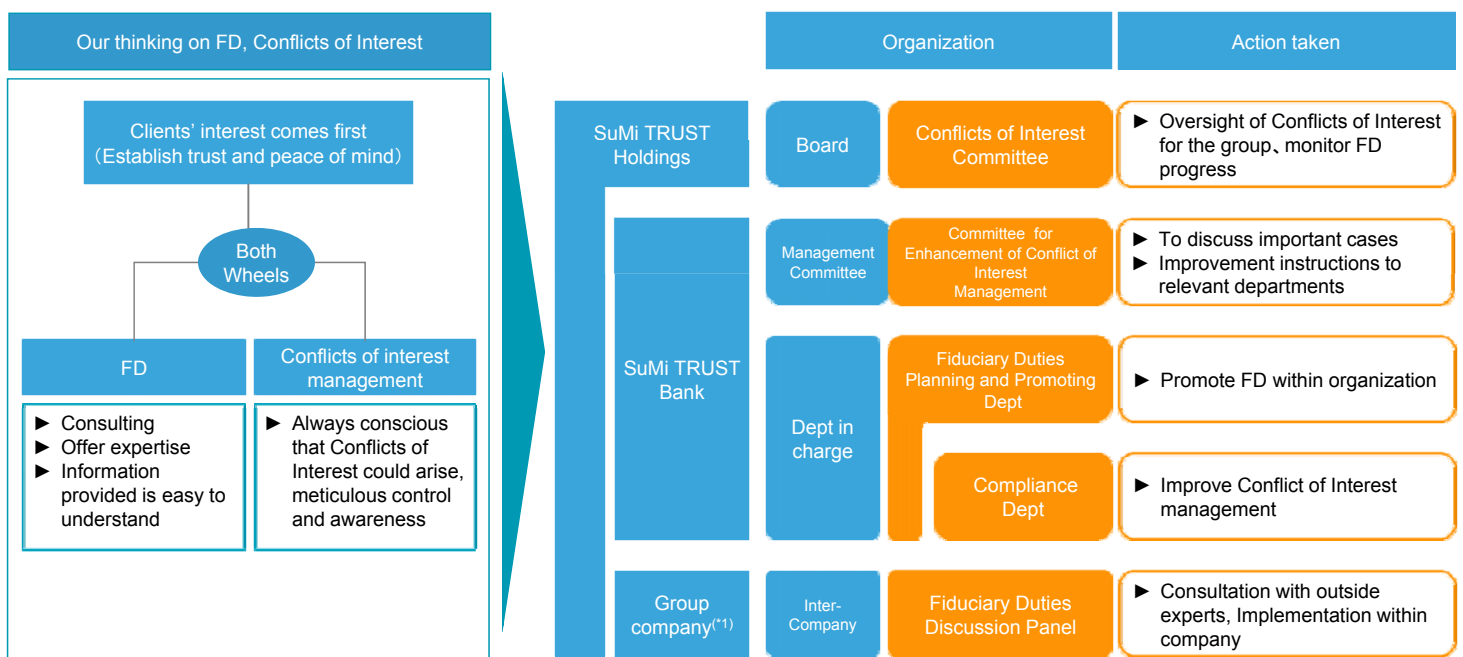 Our thinking on FD, Conflicts of Interest
Clients' interest comes first
（Establish trust and peace of mind）
Both
Wheels
FD
► Consulting
► Offer expertise
► Information
provided is easy to
understand
Conflicts of interest
management
► Always conscious
that Conflicts of
Interest could arise,
meticulous control
and awareness
Organization
Action taken
SuMi TRUST
Holdings
Board
Conflicts of Interest
Committee
► Oversight of Conflicts of Interest
for the group、monitor FD
progress
SuMi TRUST
Bank
Management
Committee
Committee for
Enhancement of Conflict of
Interest
Management
► To discuss important cases
► Improvement instructions to
relevant departments
Dept in
charge
Fiduciary Duties
Planning and Promoting
Dept
► Promote FD within organization
Compliance
Dept
► Improve Conflict of Interest
management
Group
company(*1)
Inter-
Company
Fiduciary Duties
Discussion Panel
► Consultation with outside
experts, Implementation within
company